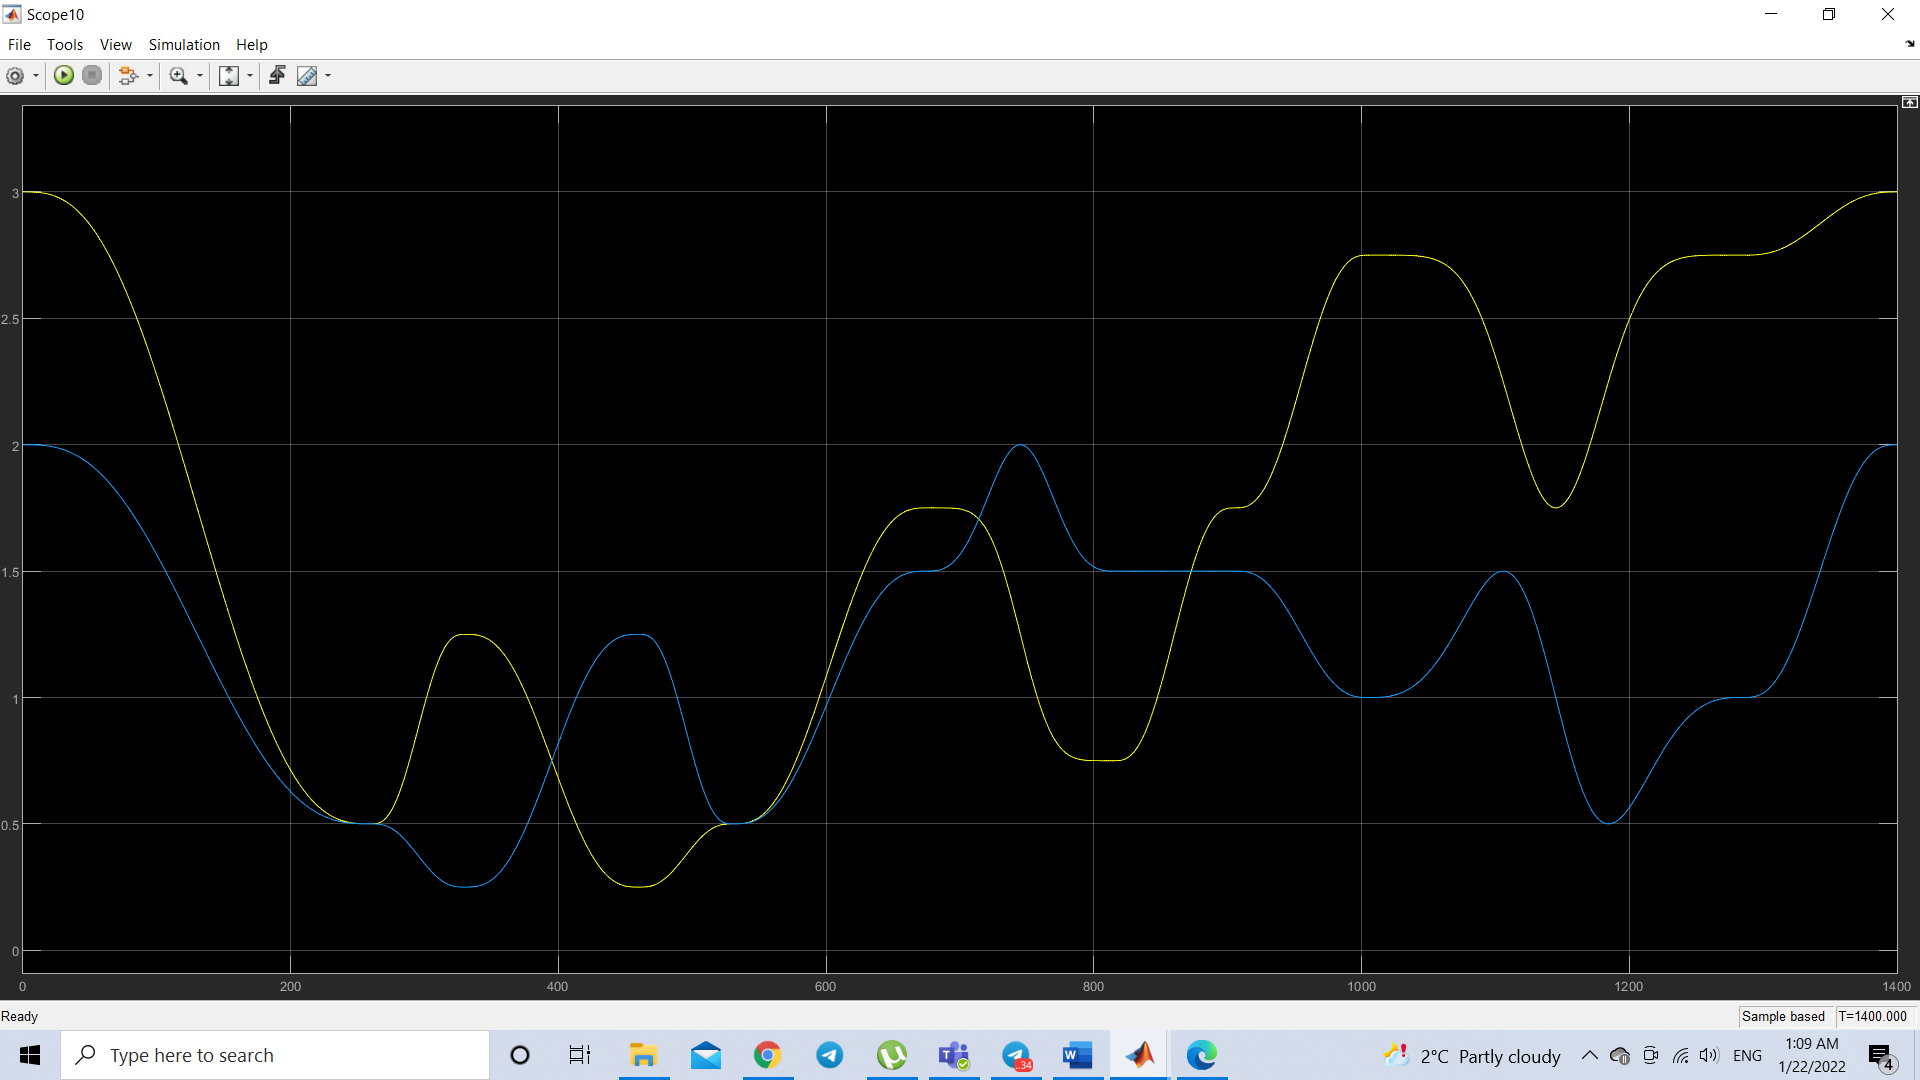 Scope10
File Tools View Simulation Help
3
2.5
2
1.5
1
0.5
0
0 200 400 600 800 1000 1200 1400
Ready
Sample based T=1400.000
Type here to search
T
..34
W
2°C Partly cloudy
ENG
1:09 AM
1/22/2022
4